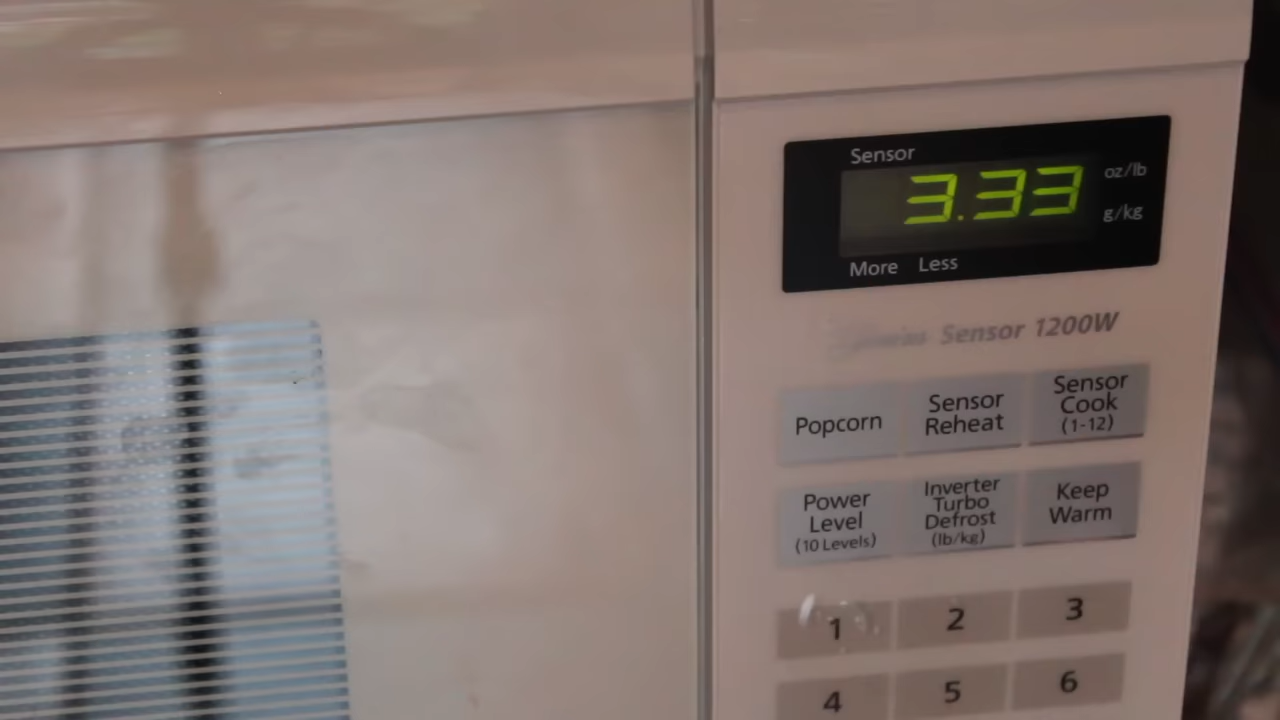 Sensor
3.33
oz/lb
g/kg
More Less
Sensor 1200W
Popcorn
Sensor
Reheat
Sensor
Cook
(1-12)
Power
Level
(10 Levels)
Inverter
Turbo
Defrost
(lb/kg)
Keep
Warm
1 2 3
4 5 6